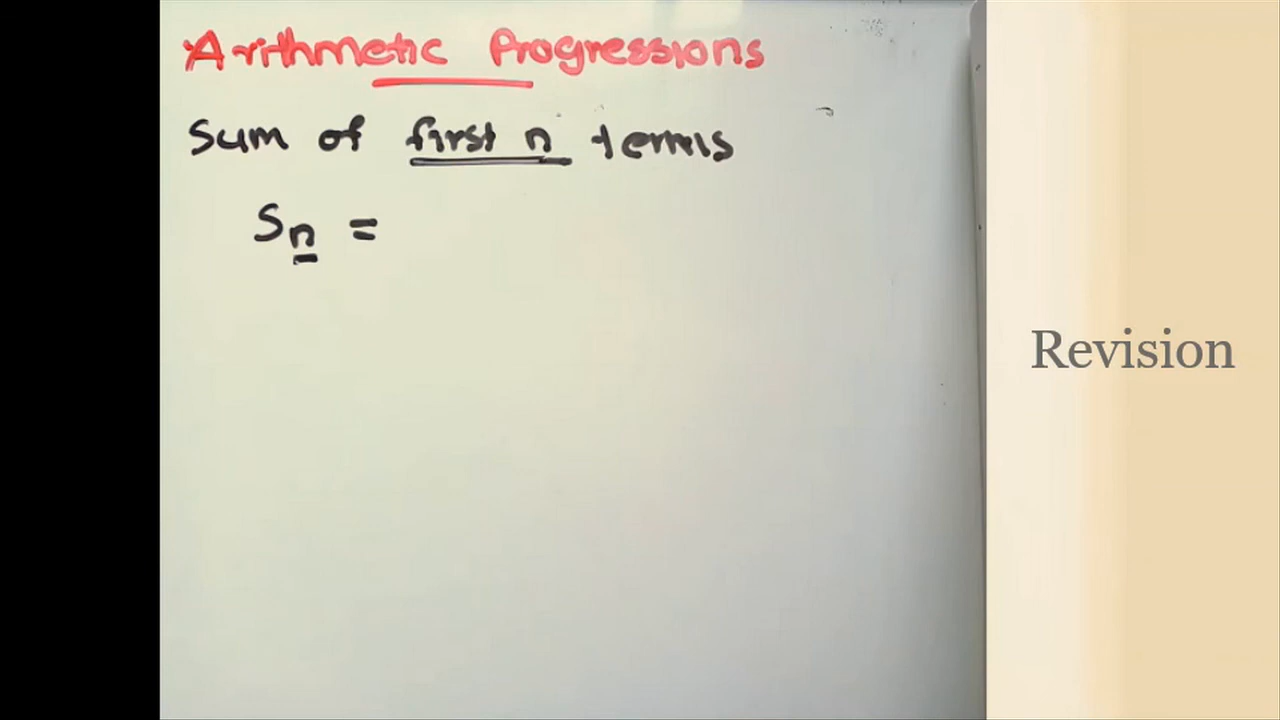 Arithmetic Progressions
Sum of first n terms
Sn =
Revision